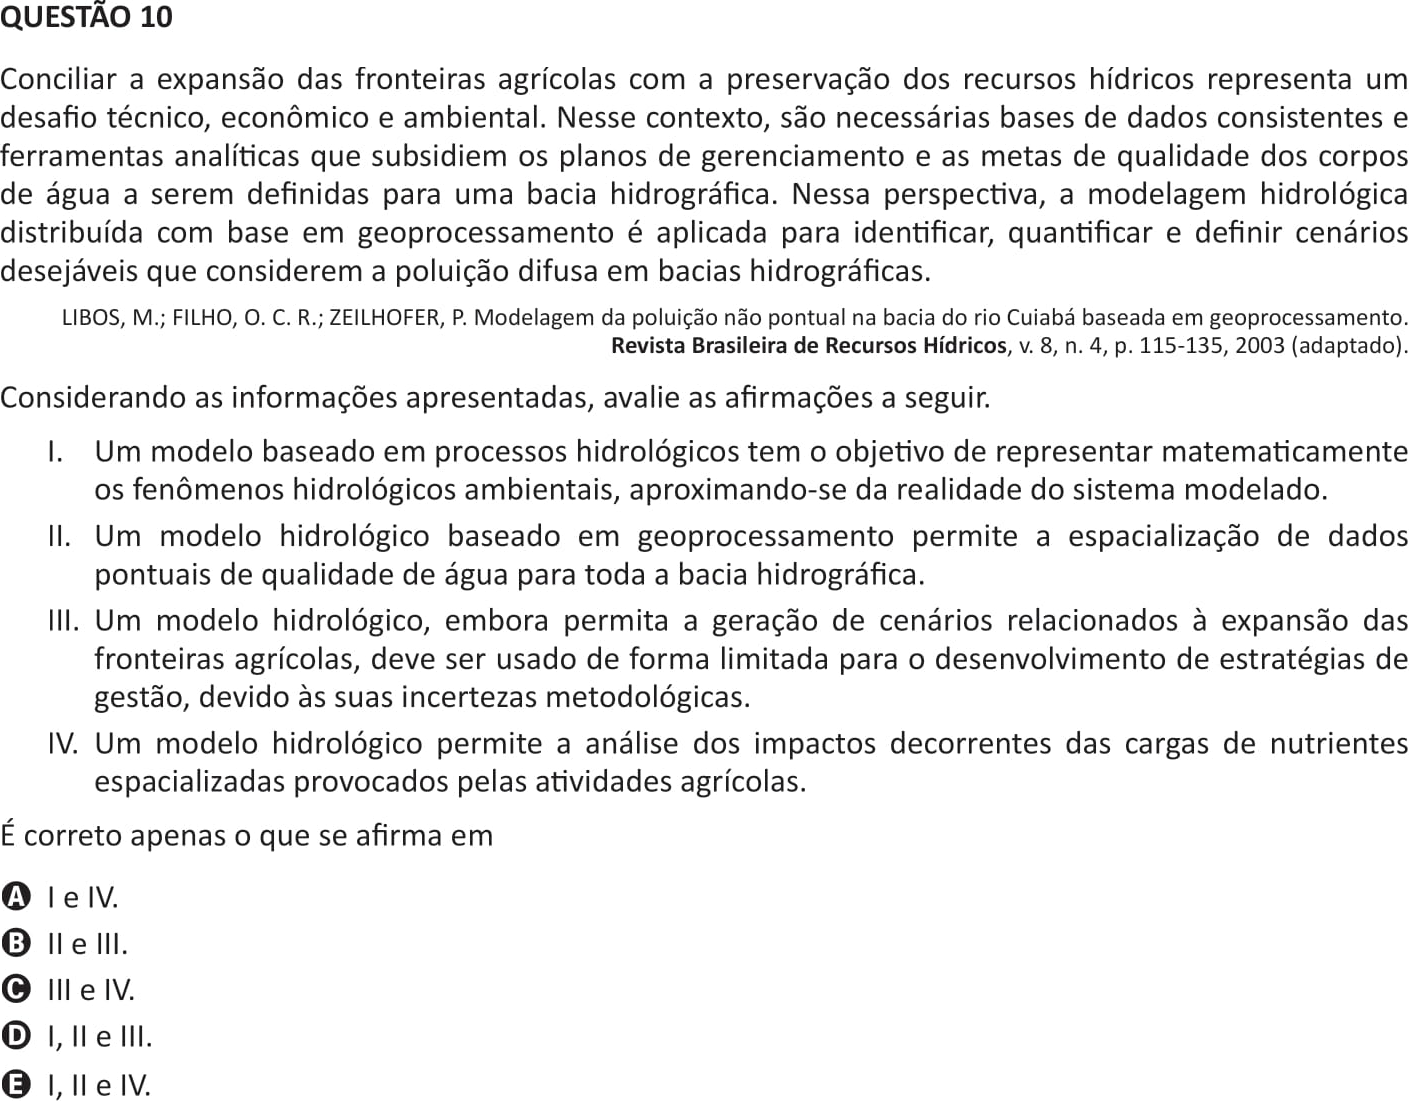 QUESTÃO 10
Conciliar a expansão das fronteiras agrícolas com a preservação dos recursos hídricos representa um
desafio técnico, econômico e ambiental. Nesse contexto, são necessárias bases de dados consistentes e
ferramentas analíticas que subsidiem os planos de gerenciamento e as metas de qualidade dos corpos
de água a serem definidas para uma bacia hidrográfica. Nessa perspectiva, a modelagem hidrológica
distribuída com base em geoprocessamento é aplicada para identificar, quantificar e definir cenários
desejáveis que considerem a poluição difusa em bacias hidrográficas.
LIBOS, M.; FILHO, O. C. R.; ZEILHOFER, P. Modelagem da poluição não pontual na bacia do rio Cuiabá baseada em geoprocessamento.
Revista Brasileira de Recursos Hídricos, v. 8, n. 4, p. 115-135, 2003 (adaptado).
Considerando as informações apresentadas, avalie as afirmações a seguir.
I. Um modelo baseado em processos hidrológicos tem o objetivo de representar matematicamente
os fenômenos hidrológicos ambientais, aproximando-se da realidade do sistema modelado.
II. Um modelo hidrológico baseado em geoprocessamento permite a espacialização de dados
pontuais de qualidade de água para toda a bacia hidrográfica.
III. Um modelo hidrológico, embora permita a geração de cenários relacionados à expansão das
fronteiras agrícolas, deve ser usado de forma limitada para o desenvolvimento de estratégias de
gestão, devido às suas incertezas metodológicas.
IV. Um modelo hidrológico permite a análise dos impactos decorrentes das cargas de nutrientes
espacializadas provocados pelas atividades agrícolas.
É correto apenas o que se afirma em
A I e IV.
B II e III.
C III e IV.
D I, II e III.
E I, II e IV.